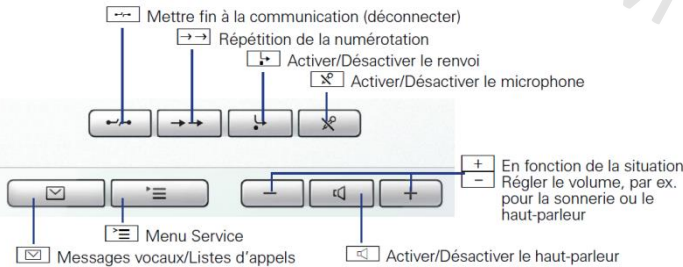 Mettre fin à la communication (déconnecter)
Répétition de la numérotation
Activer/Désactiver le renvoi
Activer/Désactiver le microphone
+ En fonction de la situation
− Régler le volume, par ex.
pour la sonnerie ou le
haut-parleur
Menu Service
Messages vocaux/Listes d'appels
Activer/Désactiver le haut-parleur